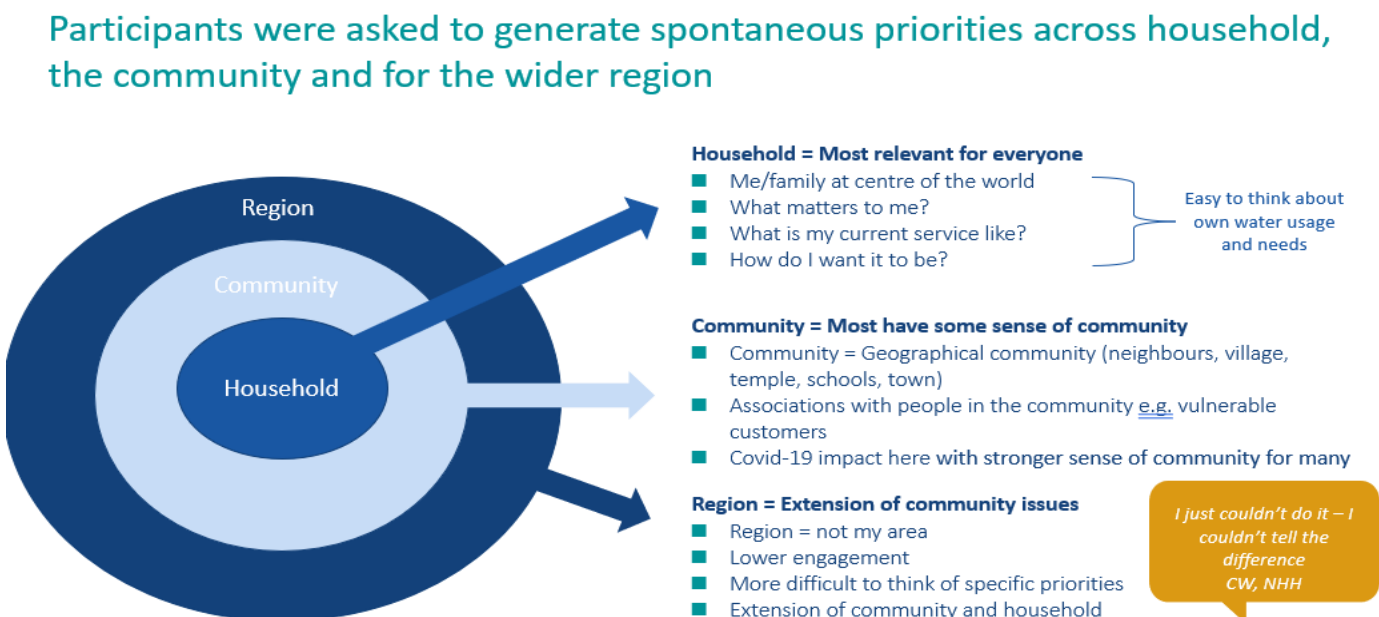 Participants were asked to generate spontaneous priorities across household,
the community and for the wider region
Region
Community
Household
Household = Most relevant for everyone
Me/family at centre of the world
What matters to me?
What is my current service like?
How do I want it to be?
Easy to think about
own water usage
and needs
Community = Most have some sense of community
Community = Geographical community (neighbours, village,
temple, schools, town)
Associations with people in the community e.g. vulnerable
customers
Covid-19 impact here with stronger sense of community for many
Region = Extension of community issues
Region = not my area
Lower engagement
More difficult to think of specific priorities
Extension of community and household
I just couldn't do it – I
couldn't tell the
difference
CW, NHH